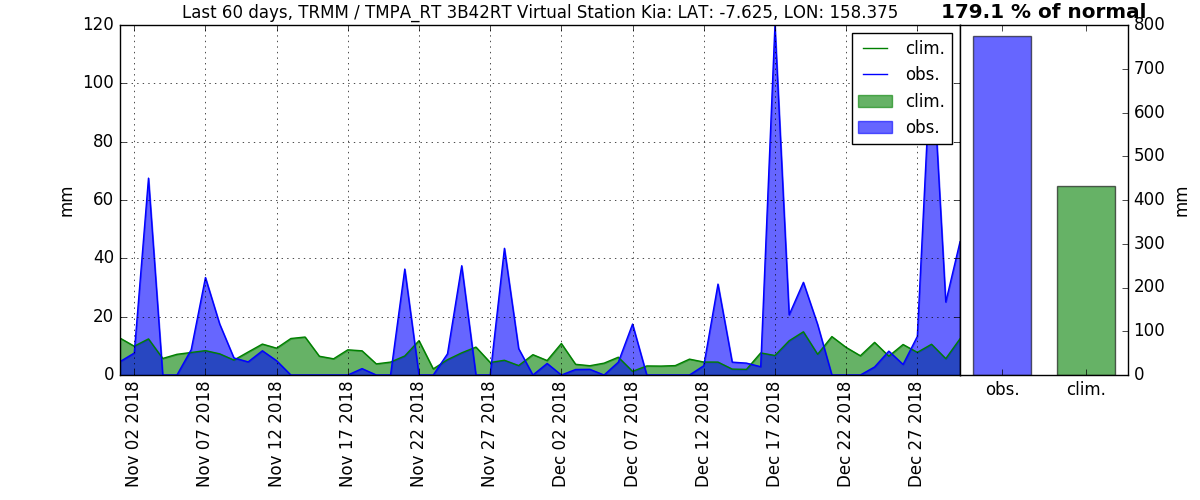 Last 60 days, TRMM / TMPA_RT 3B42RT Virtual Station Kia: LAT: -7.625, LON: 158.375
179.1 % of normal
120
100
80
60
40
20
0
mm
clim.
obs.
clim.
obs.
800
700
600
500
400
300
200
100
0
mm
obs.
clim.
Nov 02 2018
Nov 07 2018
Nov 12 2018
Nov 17 2018
Nov 22 2018
Nov 27 2018
Dec 02 2018
Dec 07 2018
Dec 12 2018
Dec 17 2018
Dec 22 2018
Dec 27 2018